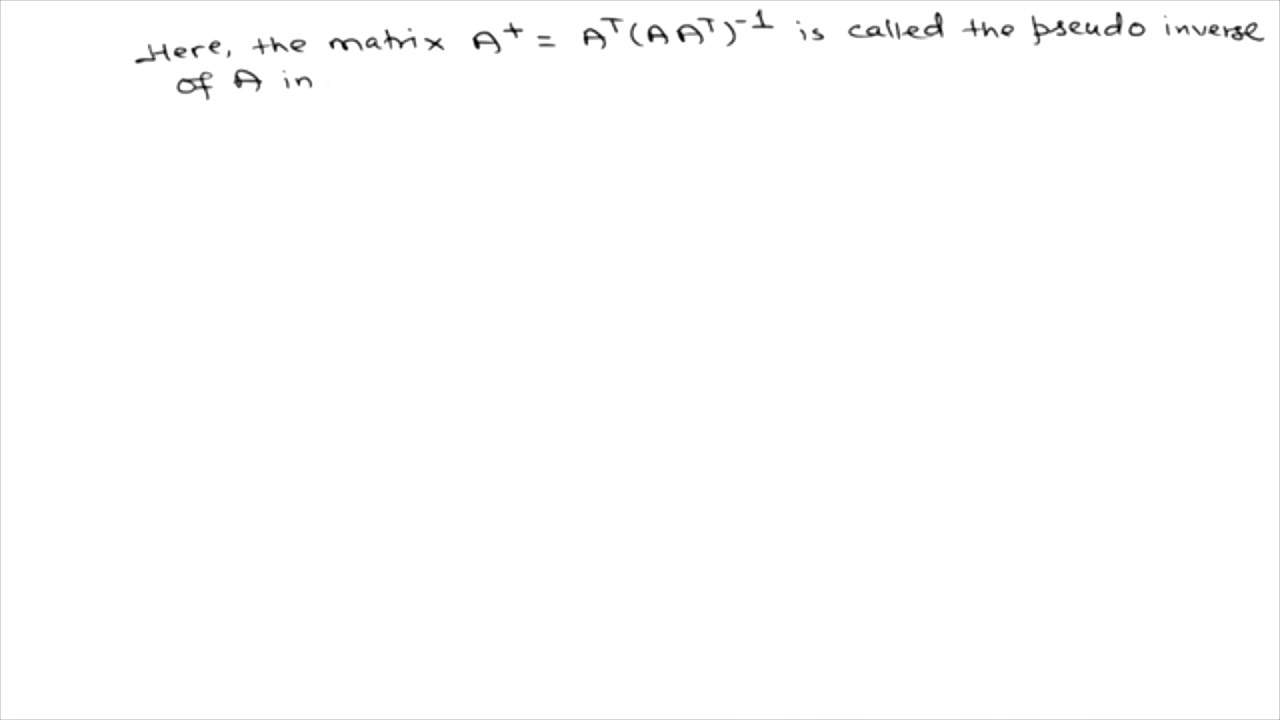 Here, the matrix A⁺ = Aᵀ(AAᵀ)⁻¹ is called the pseudo inverse
of A in